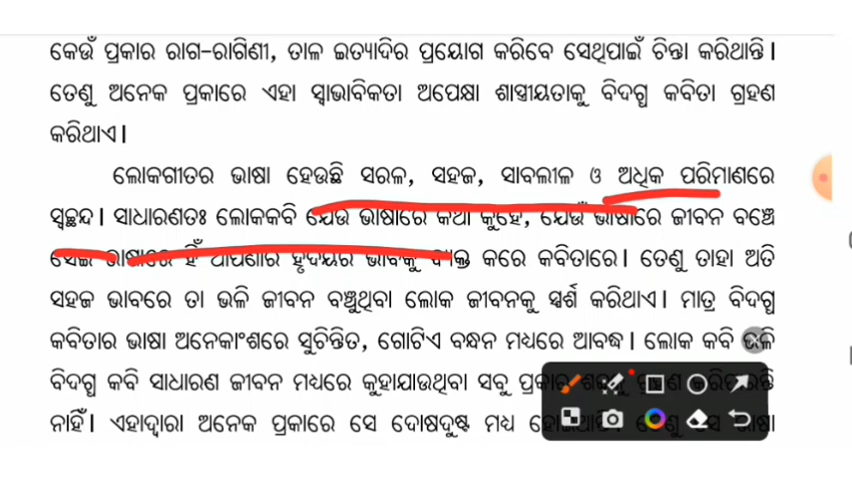 କେଉଁ ପ୍ରକାର ରାଗ-ରାଗିଣୀ, ତାଳ ଇତ୍ୟାଦିର ପ୍ରୟୋଗ କରିବେ ସେଥିପାଇଁ ଚିନ୍ତା କରିଥାନ୍ତି।
ତେଣୁ ଅନେକ ପ୍ରକାରେ ଏହା ସ୍ୱାଭାବିକତା ଅପେକ୍ଷା ଶାସ୍ତ୍ରୀୟତାକୁ ବିଦଗ୍ଧ କବିତା ଗ୍ରହଣ
କରିଥାଏ।
ଲୋକଗୀତର ଭାଷା ହେଉଛି ସରଳ, ସହଜ, ସାବଲୀଳ ଓ ଅଧିକ ପରିମାଣରେ
ସ୍ୱଚ୍ଛନ୍ଦ। ସାଧାରଣତଃ ଲୋକକବି ଯେଉଁ ଭାଷାରେ କଥା କୁହେ, ଯେଉଁ ଭାଷାରେ ଜୀବନ ବଞ୍ଚେ
ସେଇ ଭାଷାରେ ହିଁ ଆପଣାର ହୃଦୟର ଭାବକୁ ବ୍ୟକ୍ତ କରେ କବିତାରେ। ତେଣୁ ତାହା ଅତି
ସହଜ ଭାବରେ ତା ଭଳି ଜୀବନ ବଞ୍ଚୁଥିବା ଲୋକ ଜୀବନକୁ ସ୍ପର୍ଶ କରିଥାଏ। ମାତ୍ର ବିଦଗ୍ଧ
କବିତାର ଭାଷା ଅନେକାଂଶରେ ସୁଚିନ୍ତିତ, ଗୋଟିଏ ବନ୍ଧନ ମଧ୍ୟରେ ଆବଦ୍ଧ। ଲୋକ କବି ଭଳି
ବିଦଗ୍ଧ କବି ସାଧାରଣ ଜୀବନ ମଧ୍ୟରେ କୁହାଯାଉଥିବା ସବୁ ପ୍ରକାର
ନାହିଁ। ଏହାଦ୍ୱାରା ଅନେକ ପ୍ରକାରେ ସେ ଦୋଷଦୁଷ୍ଟ ମଧ୍ୟ